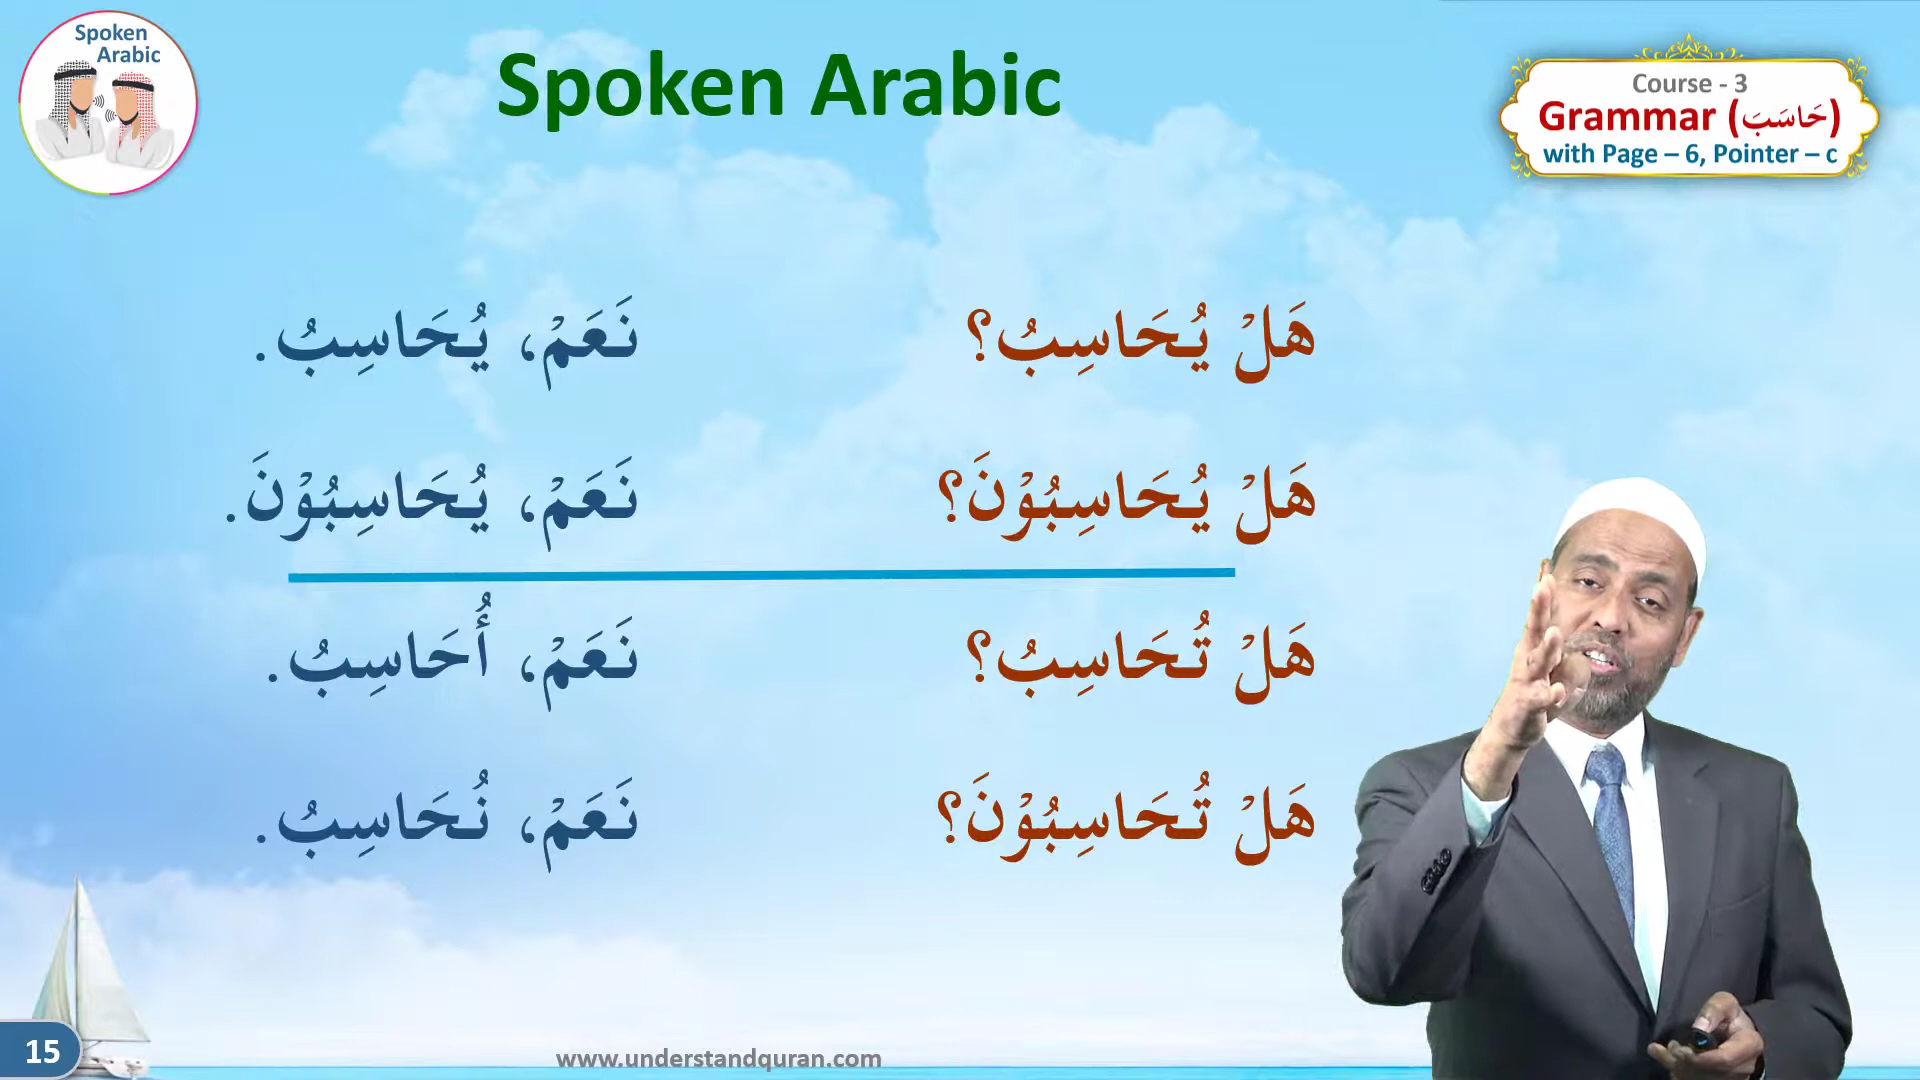 Spoken
Arabic
Spoken Arabic
Course - 3
Grammar (حَاسَبَ)
with Page – 6, Pointer – c
هَلْ يُحَاسِبُ؟ نَعَمْ، يُحَاسِبُ.
هَلْ يُحَاسِبُوْنَ؟ نَعَمْ، يُحَاسِبُوْنَ.
هَلْ تُحَاسِبُ؟ نَعَمْ، أُحَاسِبُ.
هَلْ تُحَاسِبُوْنَ؟ نَعَمْ، نُحَاسِبُ.
15
www.understandquran.com